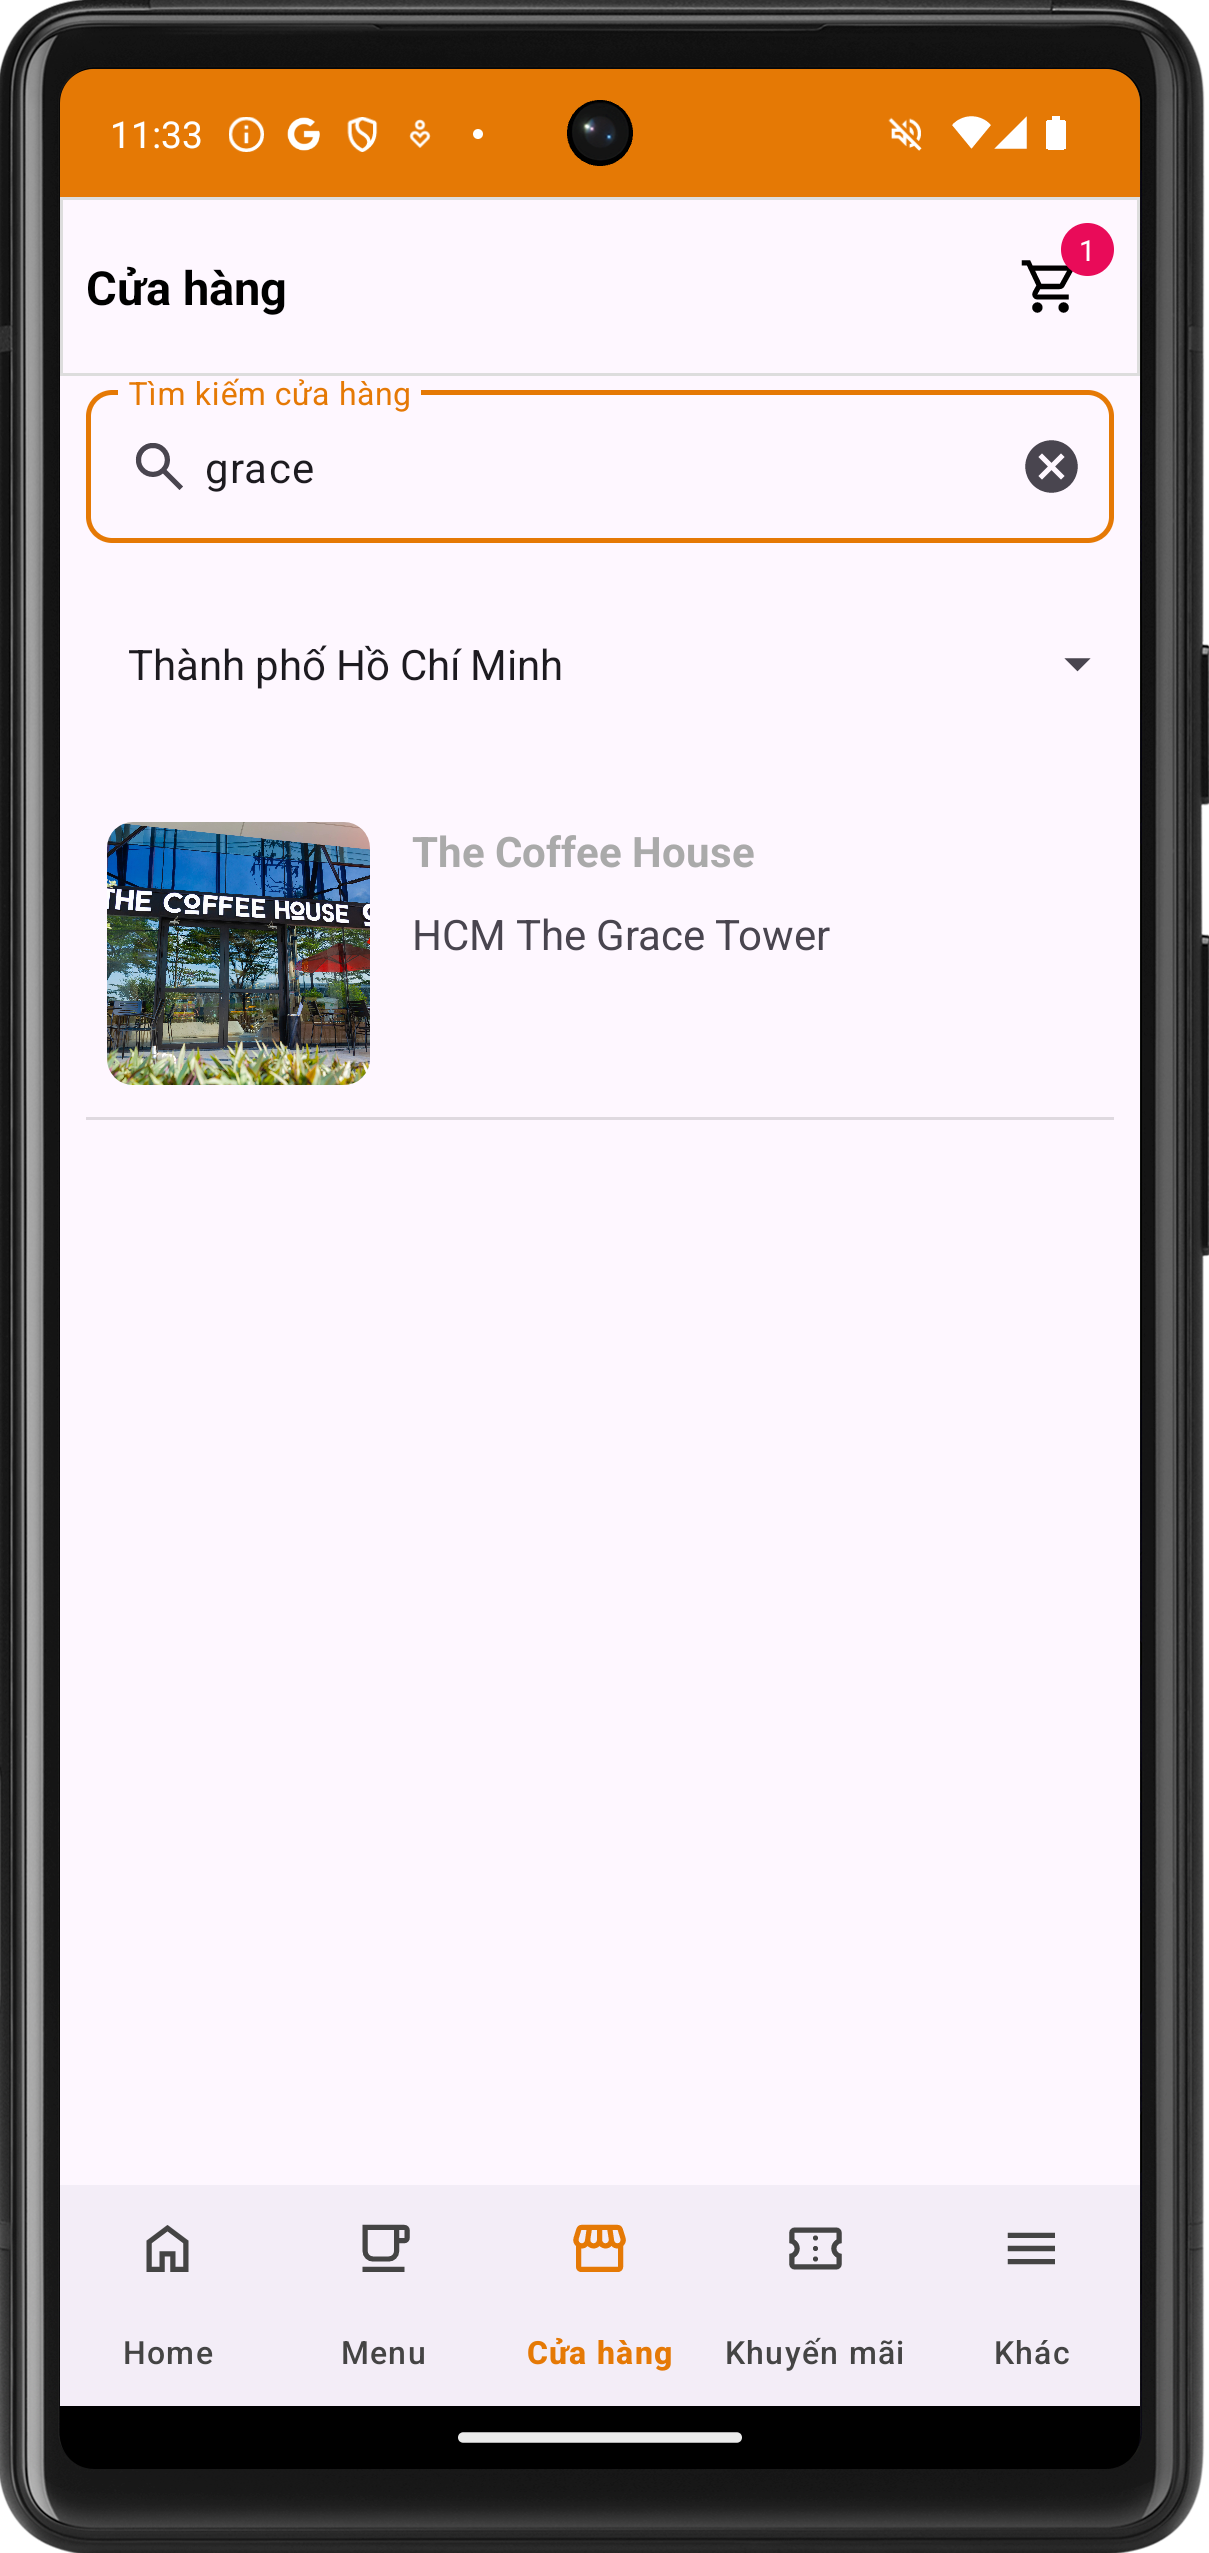 11:33
1
Cửa hàng
Tìm kiếm cửa hàng
grace
Thành phố Hồ Chí Minh
The Coffee House
THE COFFEE HOUSE
HCM The Grace Tower
Home
Menu
Cửa hàng
Khuyến mãi
Khác